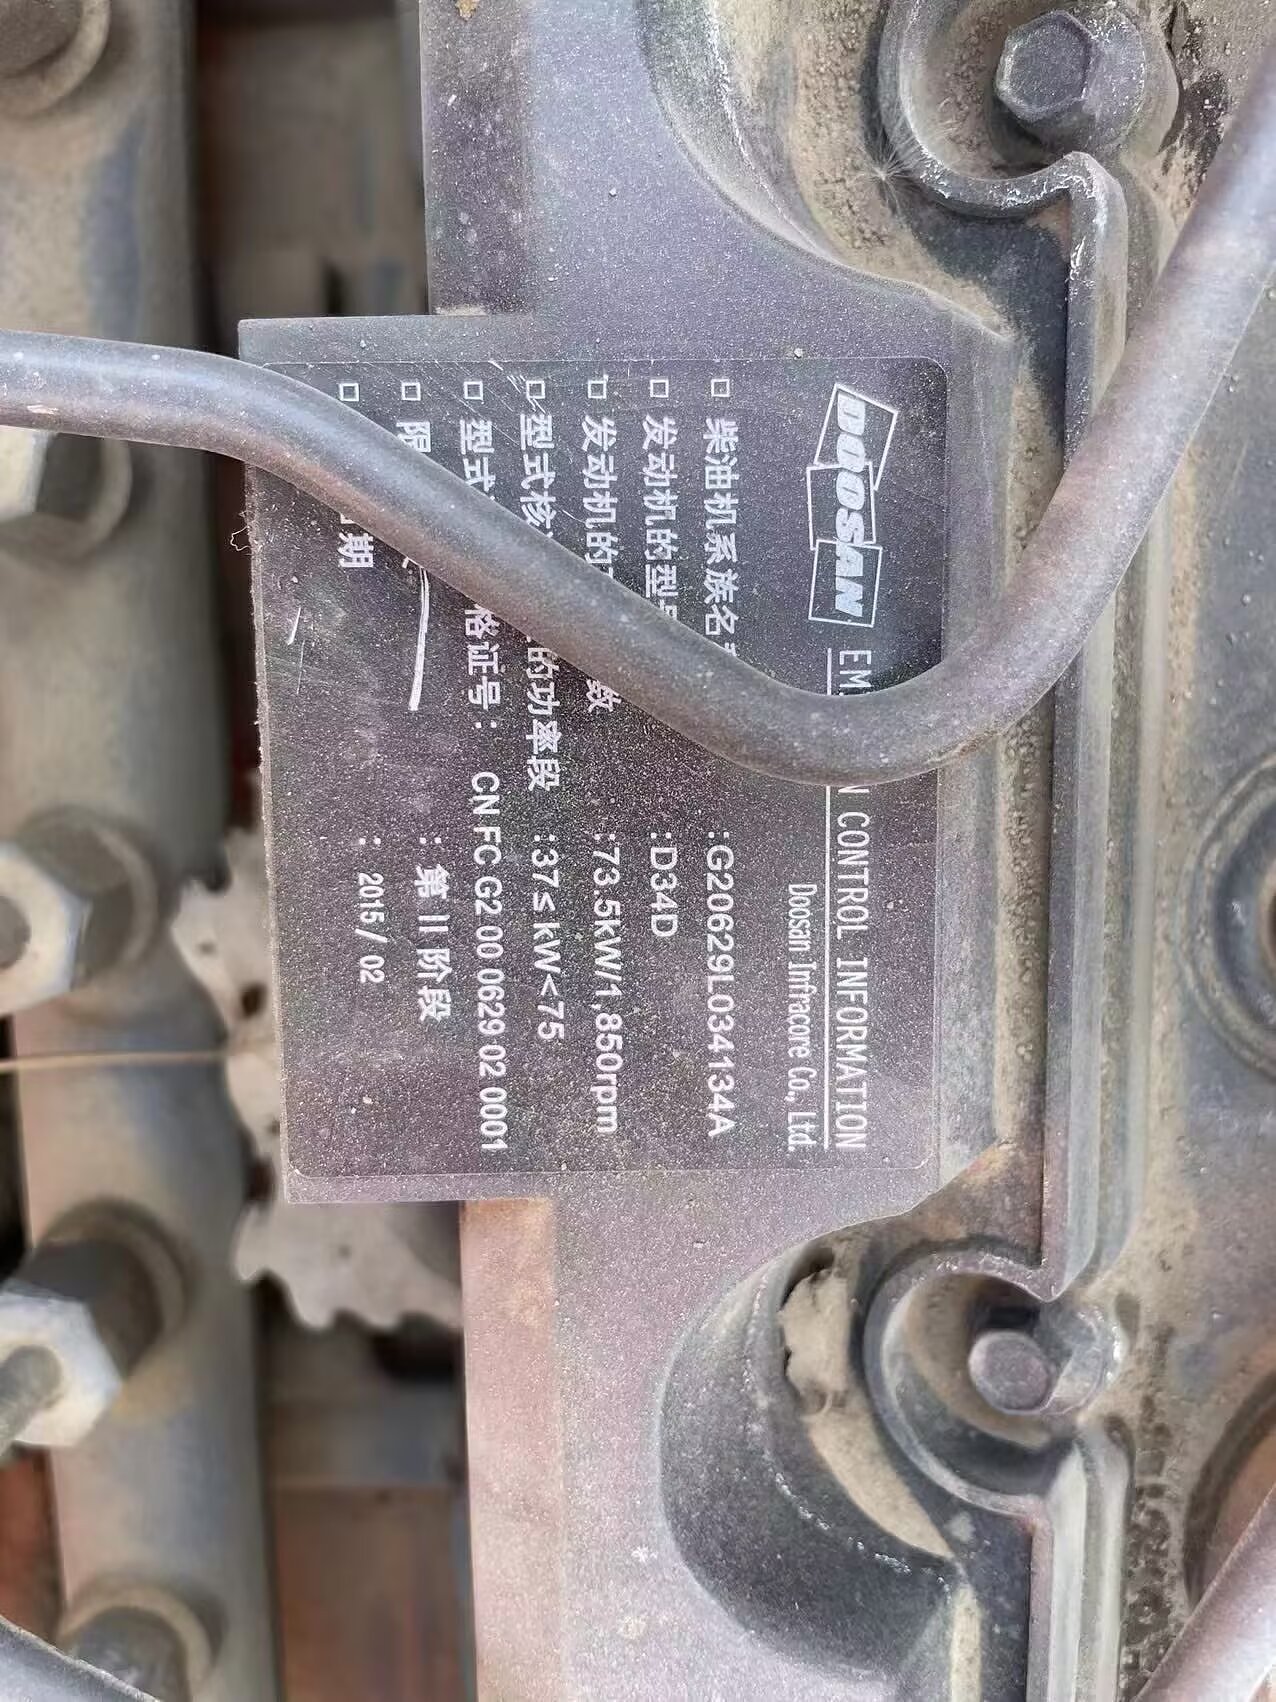 DOOSAN EM N CONTROL INFORMATION
Doosan Infracore Co., Ltd.
□ 柴油机系族名 :G20629L034134A
□ 发动机的型号 :D34D
□ 发动机的 数 :73.5kW/1,850rpm
□ 型式核 的功率段 :37≤kW<75
□ 型式 格证号: CN FC G2 00 0629 02 0001
□ 限 :第II阶段
□ 期 : 2015/ 02